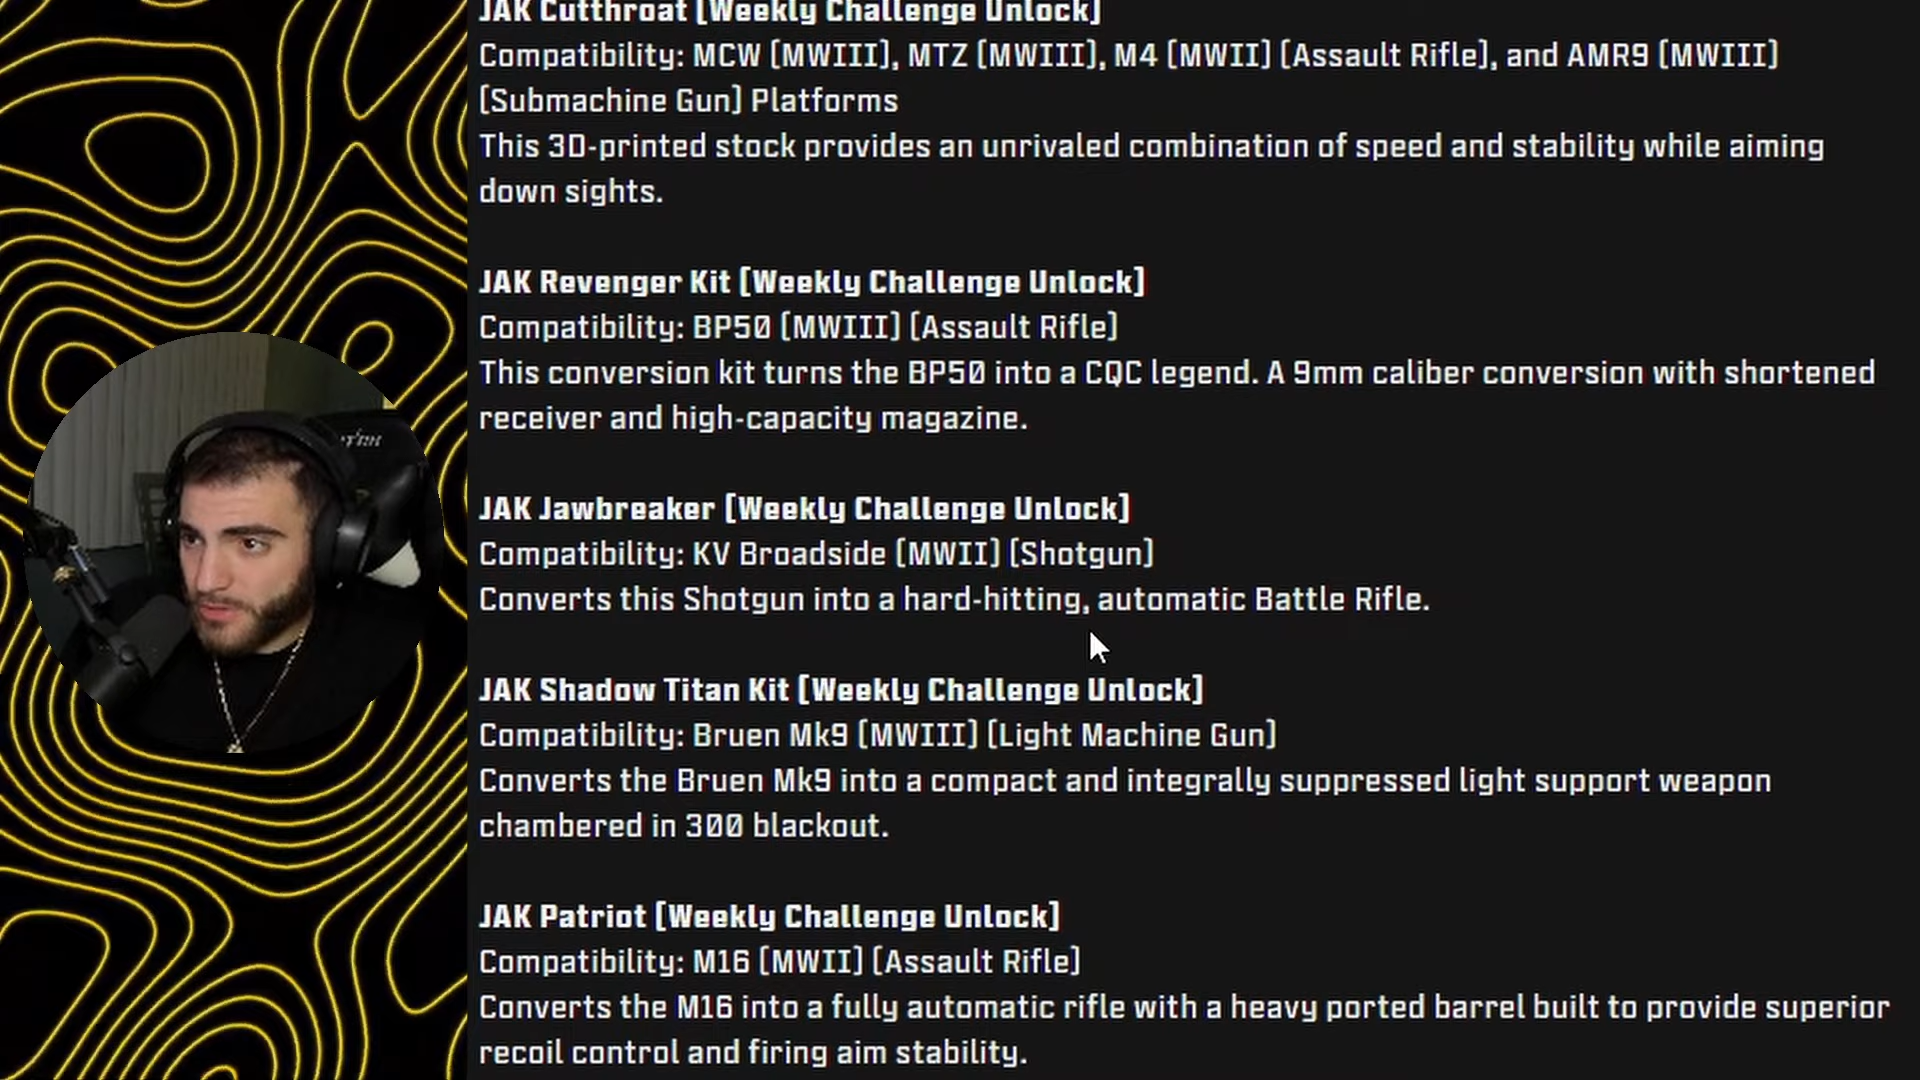 JAK Cutthroat [Weekly Challenge Unlock]
Compatibility: MCW [MWIII], MTZ [MWIII], M4 [MWII] [Assault Rifle], and AMR9 [MWIII]
[Submachine Gun] Platforms
This 3D-printed stock provides an unrivaled combination of speed and stability while aiming
down sights.
JAK Revenger Kit [Weekly Challenge Unlock]
Compatibility: BP50 [MWIII] [Assault Rifle]
This conversion kit turns the BP50 into a CQC legend. A 9mm caliber conversion with shortened
receiver and high-capacity magazine.
JAK Jawbreaker [Weekly Challenge Unlock]
Compatibility: KV Broadside [MWII] [Shotgun]
Converts this Shotgun into a hard-hitting, automatic Battle Rifle.
JAK Shadow Titan Kit [Weekly Challenge Unlock]
Compatibility: Bruen Mk9 [MWIII] [Light Machine Gun]
Converts the Bruen Mk9 into a compact and integrally suppressed light support weapon
chambered in 300 blackout.
JAK Patriot [Weekly Challenge Unlock]
Compatibility: M16 [MWII] [Assault Rifle]
Converts the M16 into a fully automatic rifle with a heavy ported barrel built to provide superior
recoil control and firing aim stability.